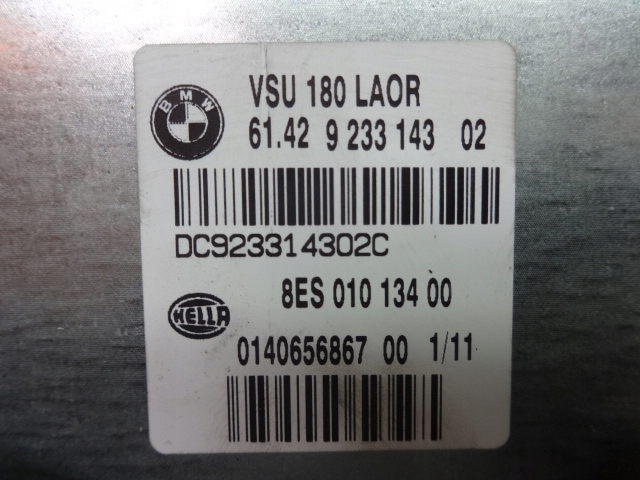 BMW
VSU 180 LAOR
61.42 9 233 143 02
DC923314302C
8ES 010 134 00
HELLA
0140656867 00 1/11